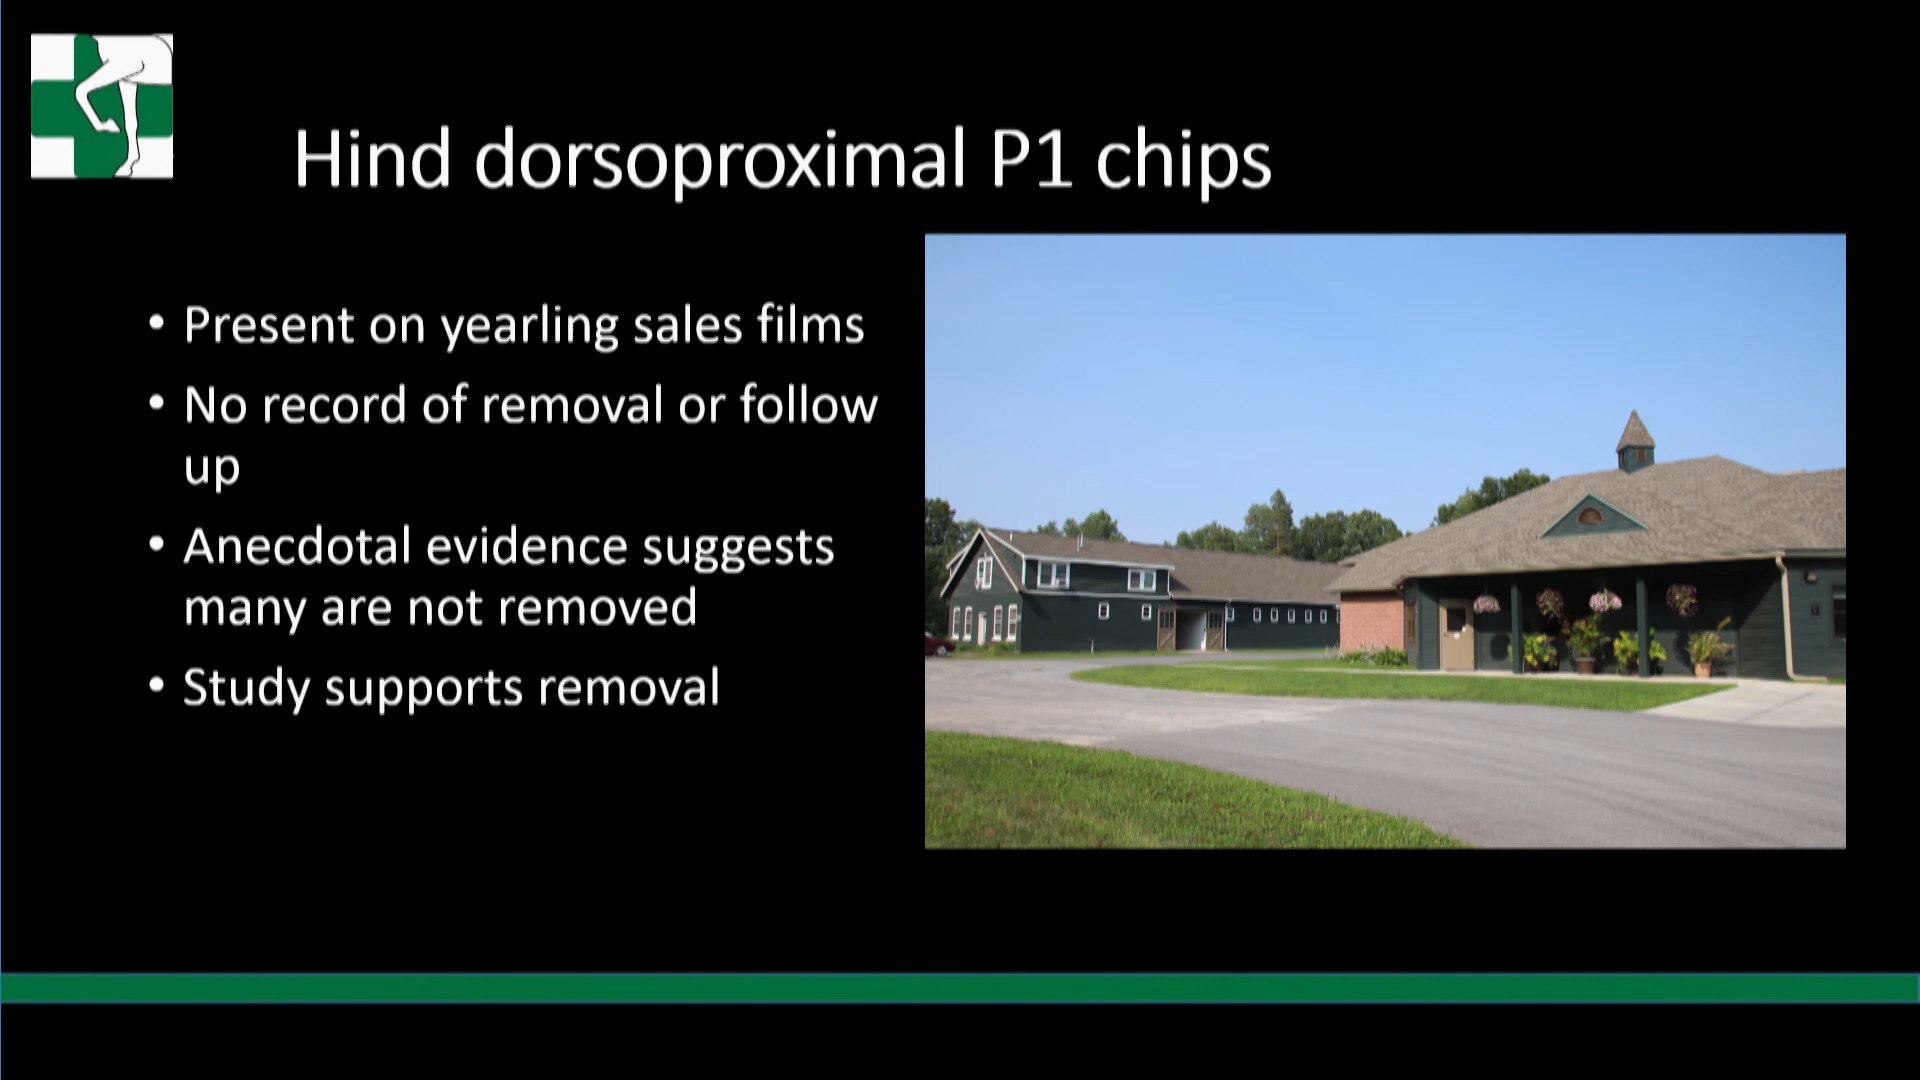 Hind dorsoproximal P1 chips
• Present on yearling sales films
• No record of removal or follow
up
• Anecdotal evidence suggests
many are not removed
• Study supports removal